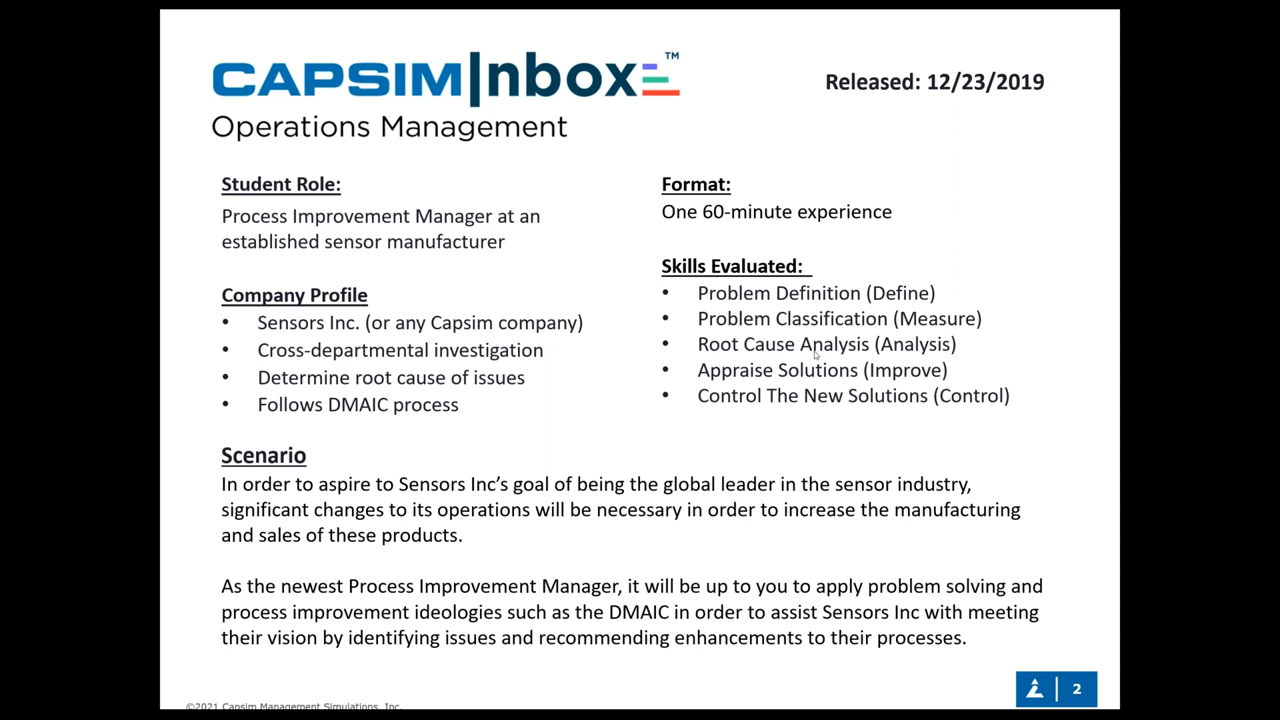 CAPSIM Inbox™
Released: 12/23/2019
Operations Management
Student Role:
Process Improvement Manager at an
established sensor manufacturer
Company Profile
• Sensors Inc. (or any Capsim company)
• Cross-departmental investigation
• Determine root cause of issues
• Follows DMAIC process
Format:
One 60-minute experience
Skills Evaluated:
• Problem Definition (Define)
• Problem Classification (Measure)
• Root Cause Analysis (Analysis)
• Appraise Solutions (Improve)
• Control The New Solutions (Control)
Scenario
In order to aspire to Sensors Inc’s goal of being the global leader in the sensor industry,
significant changes to its operations will be necessary in order to increase the manufacturing
and sales of these products.
As the newest Process Improvement Manager, it will be up to you to apply problem solving and
process improvement ideologies such as the DMAIC in order to assist Sensors Inc with meeting
their vision by identifying issues and recommending enhancements to their processes.
2
©2021 Capsim Management Simulations, Inc.